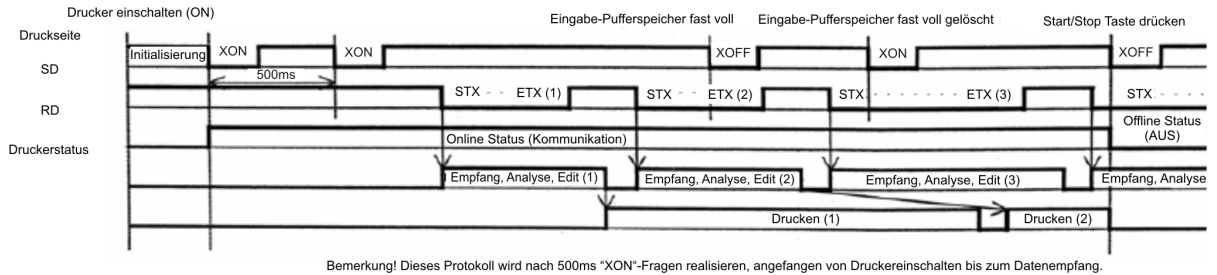 Drucker einschalten (ON)
Eingabe-Pufferspeicher fast voll
Eingabe-Pufferspeicher fast voll gelöscht
Start/Stop Taste drücken
Druckseite
Initialisierung
XON
XON
XOFF
XON
XOFF
SD
500ms
STX
ETX (1)
STX
ETX (2)
STX
ETX (3)
STX
RD
Offline Status
(AUS)
Online Status (Kommunikation)
Druckerstatus
Empfang, Analyse, Edit (1)
Empfang, Analyse, Edit (2)
Empfang, Analyse, Edit (3)
Empfang, Analyse
Drucken (1)
Drucken (2)
Bemerkung! Dieses Protokoll wird nach 500ms “XON“-Fragen realisieren, angefangen von Druckereinschalten bis zum Datenempfang.